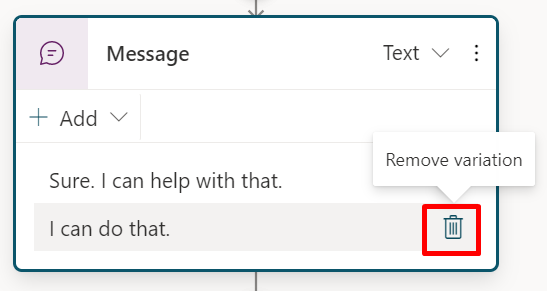 Message
Text
Add
Remove variation
Sure. I can help with that.
I can do that.